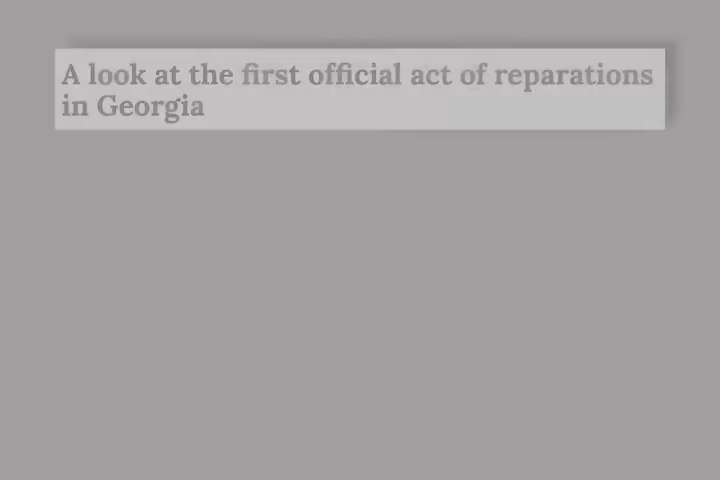 A look at the first official act of reparations
in Georgia